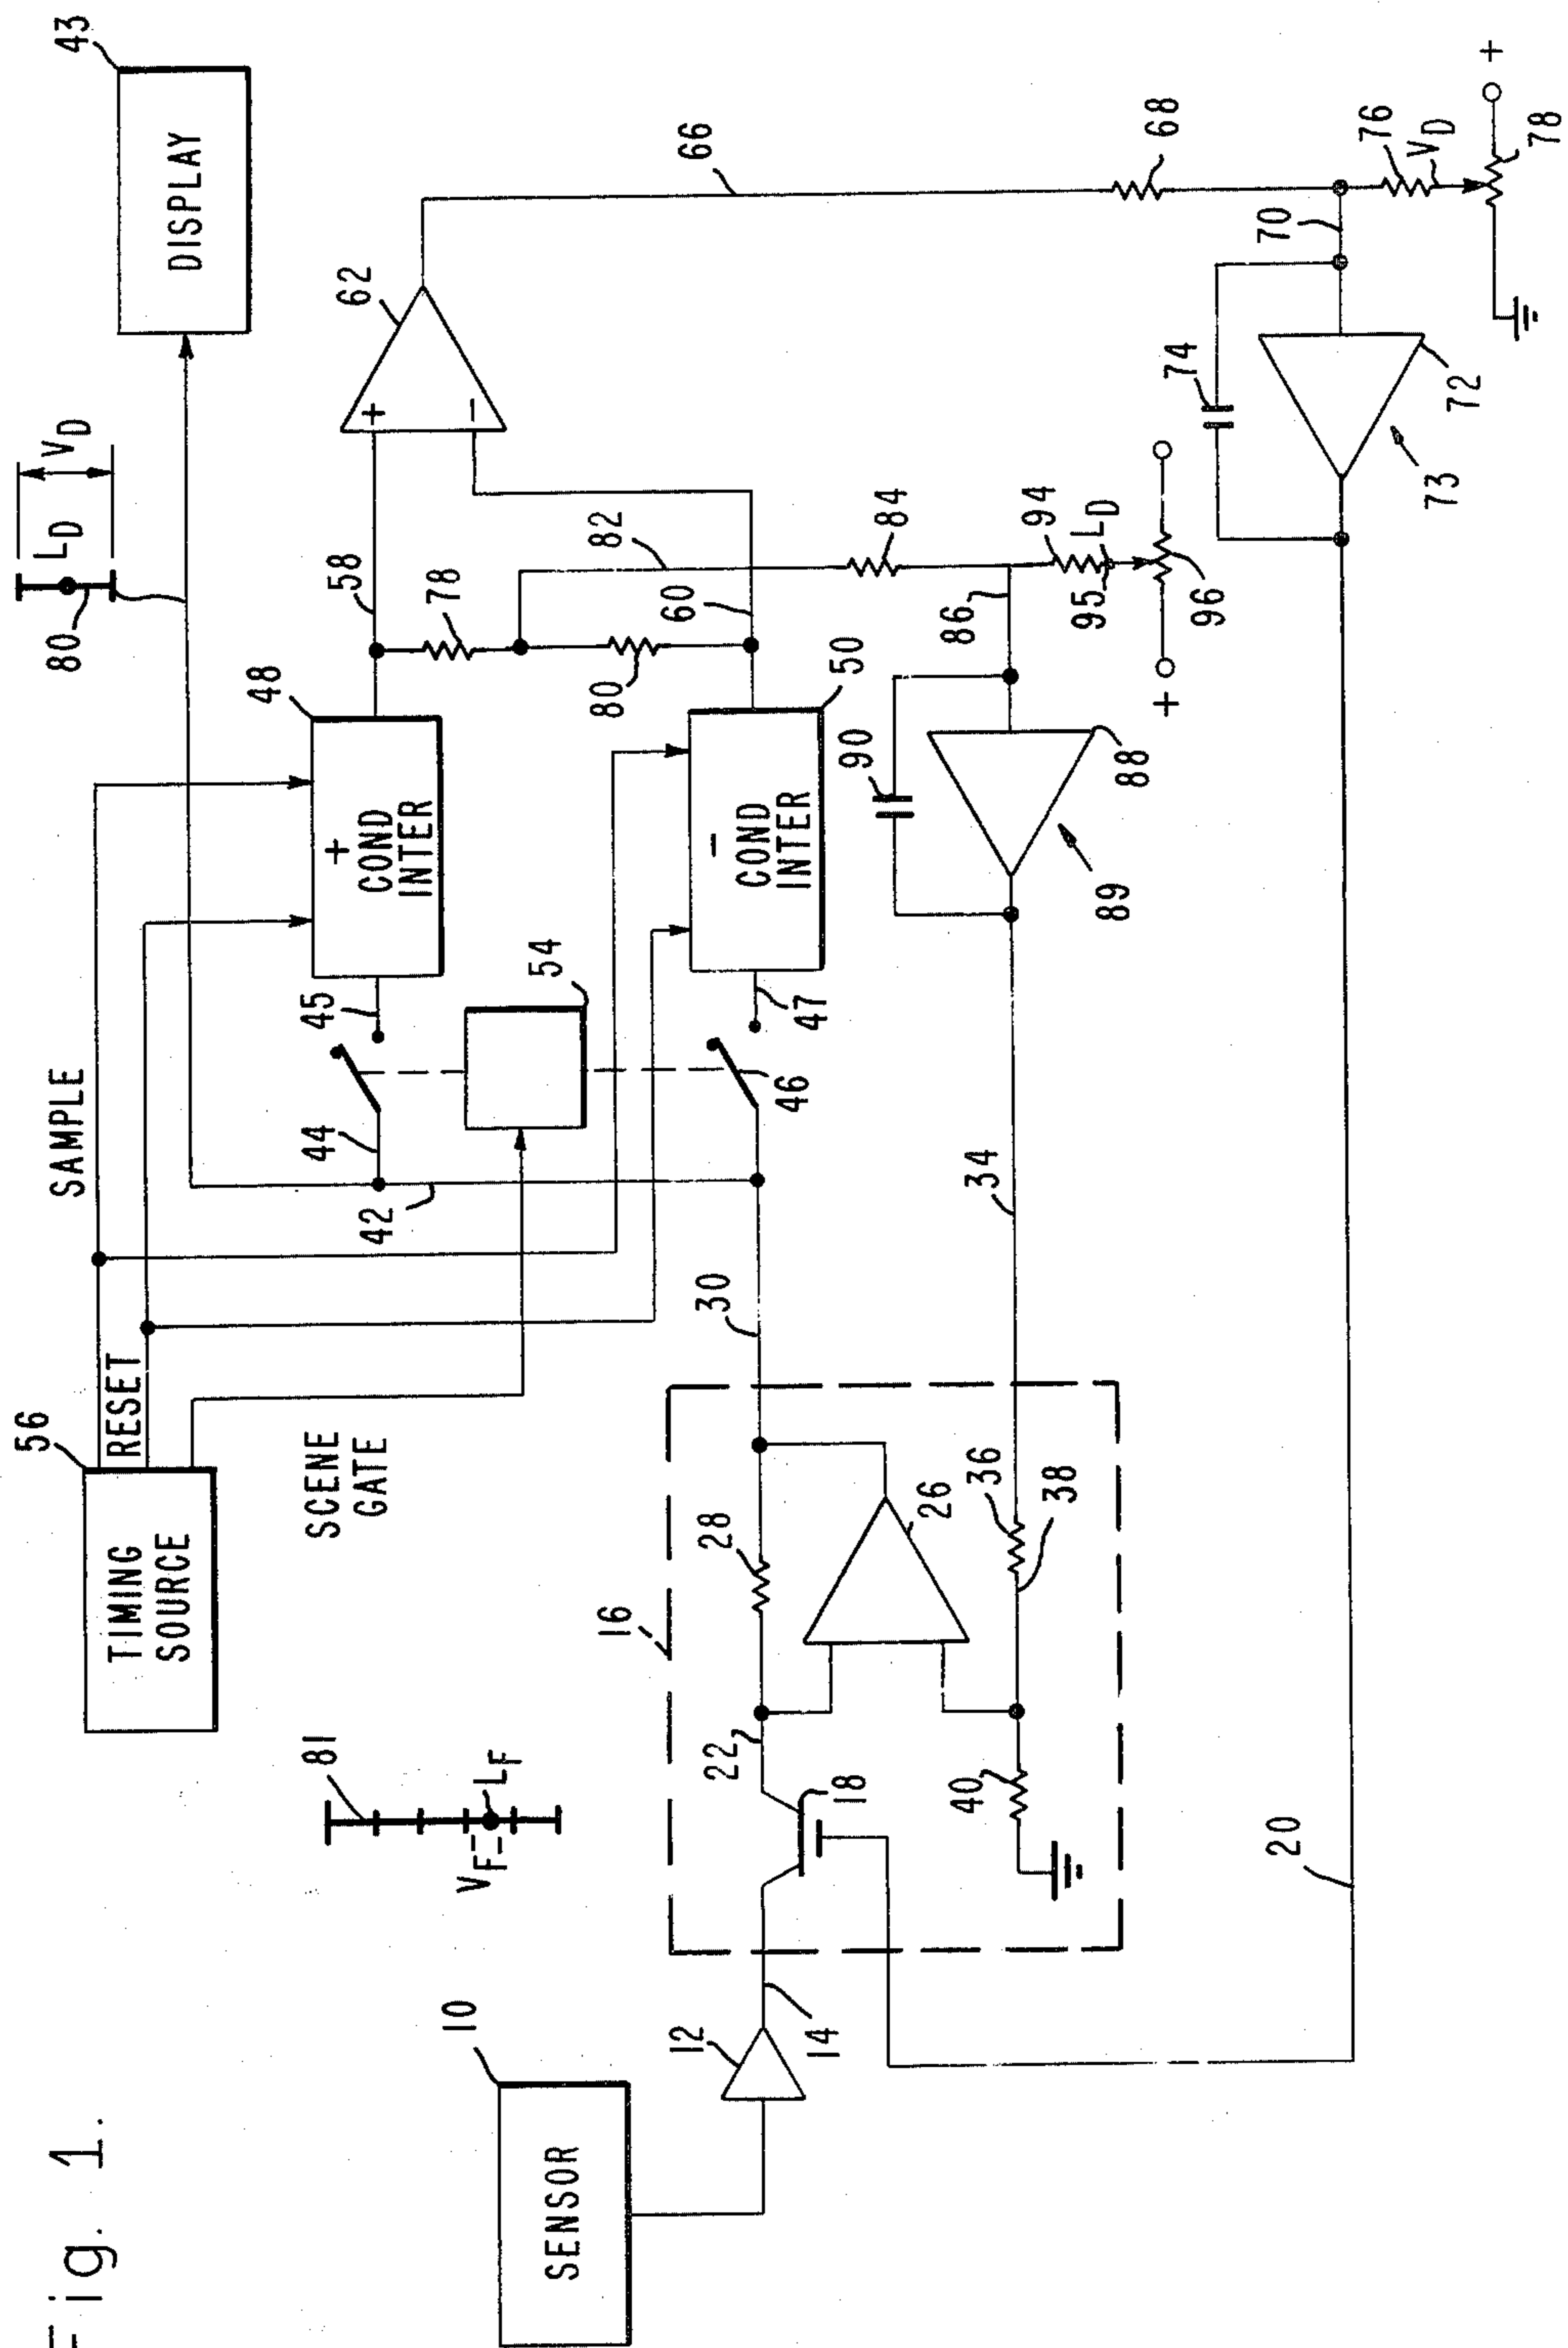 Fig. 1.
SENSOR
10
12
14
16
18
20
22
26
28
30
34
36
38
40
81
VF
LF
TIMING
SOURCE
56
SAMPLE
RESET
SCENE
GATE
42
44
45
46
47
54
+
COND
INTER
48
−
COND
INTER
50
58
60
78
80
82
84
86
88
89
90
94
LD
95
96
+
62
+
−
66
68
70
72
73
74
76
VD
78
+
80
LD
VD
DISPLAY
43